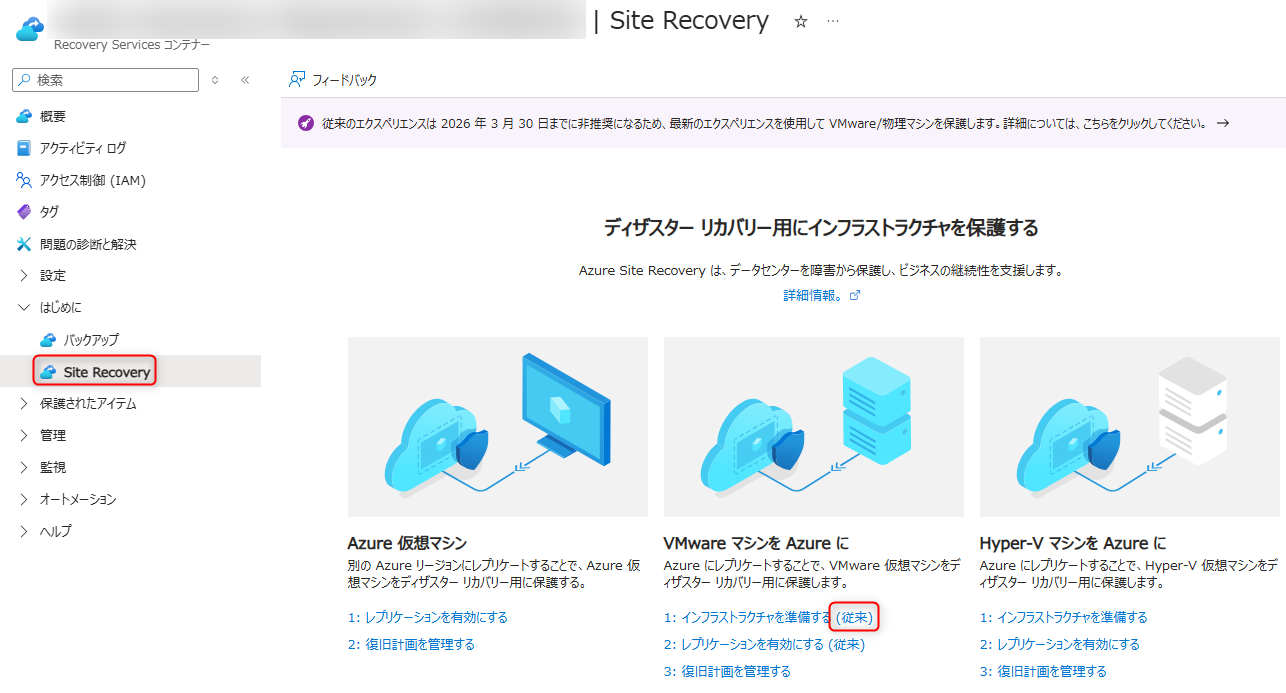 | Site Recovery
Recovery Services コンテナー
検索
フィードバック
従来のエクスペリエンスは 2026 年 3 月 30 日までに非推奨になるため、最新のエクスペリエンスを使用して VMware/物理マシンを保護します。詳細については、こちらをクリックしてください。 →
概要
アクティビティ ログ
アクセス制御 (IAM)
タグ
問題の診断と解決
設定
はじめに
バックアップ
Site Recovery
保護されたアイテム
管理
監視
オートメーション
ヘルプ
ディザスター リカバリー用にインフラストラクチャを保護する
Azure Site Recovery は、データセンターを障害から保護し、ビジネスの継続性を支援します。
詳細情報。
Azure 仮想マシン
別の Azure リージョンにレプリケートすることで、Azure 仮
想マシンをディザスター リカバリー用に保護する。
1: レプリケーションを有効にする
2: 復旧計画を管理する
VMware マシンを Azure に
Azure にレプリケートすることで、VMware 仮想マシンをデ
ィザスター リカバリー用に保護します。
1: インフラストラクチャを準備する (従来)
2: レプリケーションを有効にする (従来)
3: 復旧計画を管理する
Hyper-V マシンを Azure に
Azure にレプリケートすることで、Hyper-V 仮想マシンをデ
ィザスター リカバリー用に保護します。
1: インフラストラクチャを準備する
2: レプリケーションを有効にする
3: 復旧計画を管理する